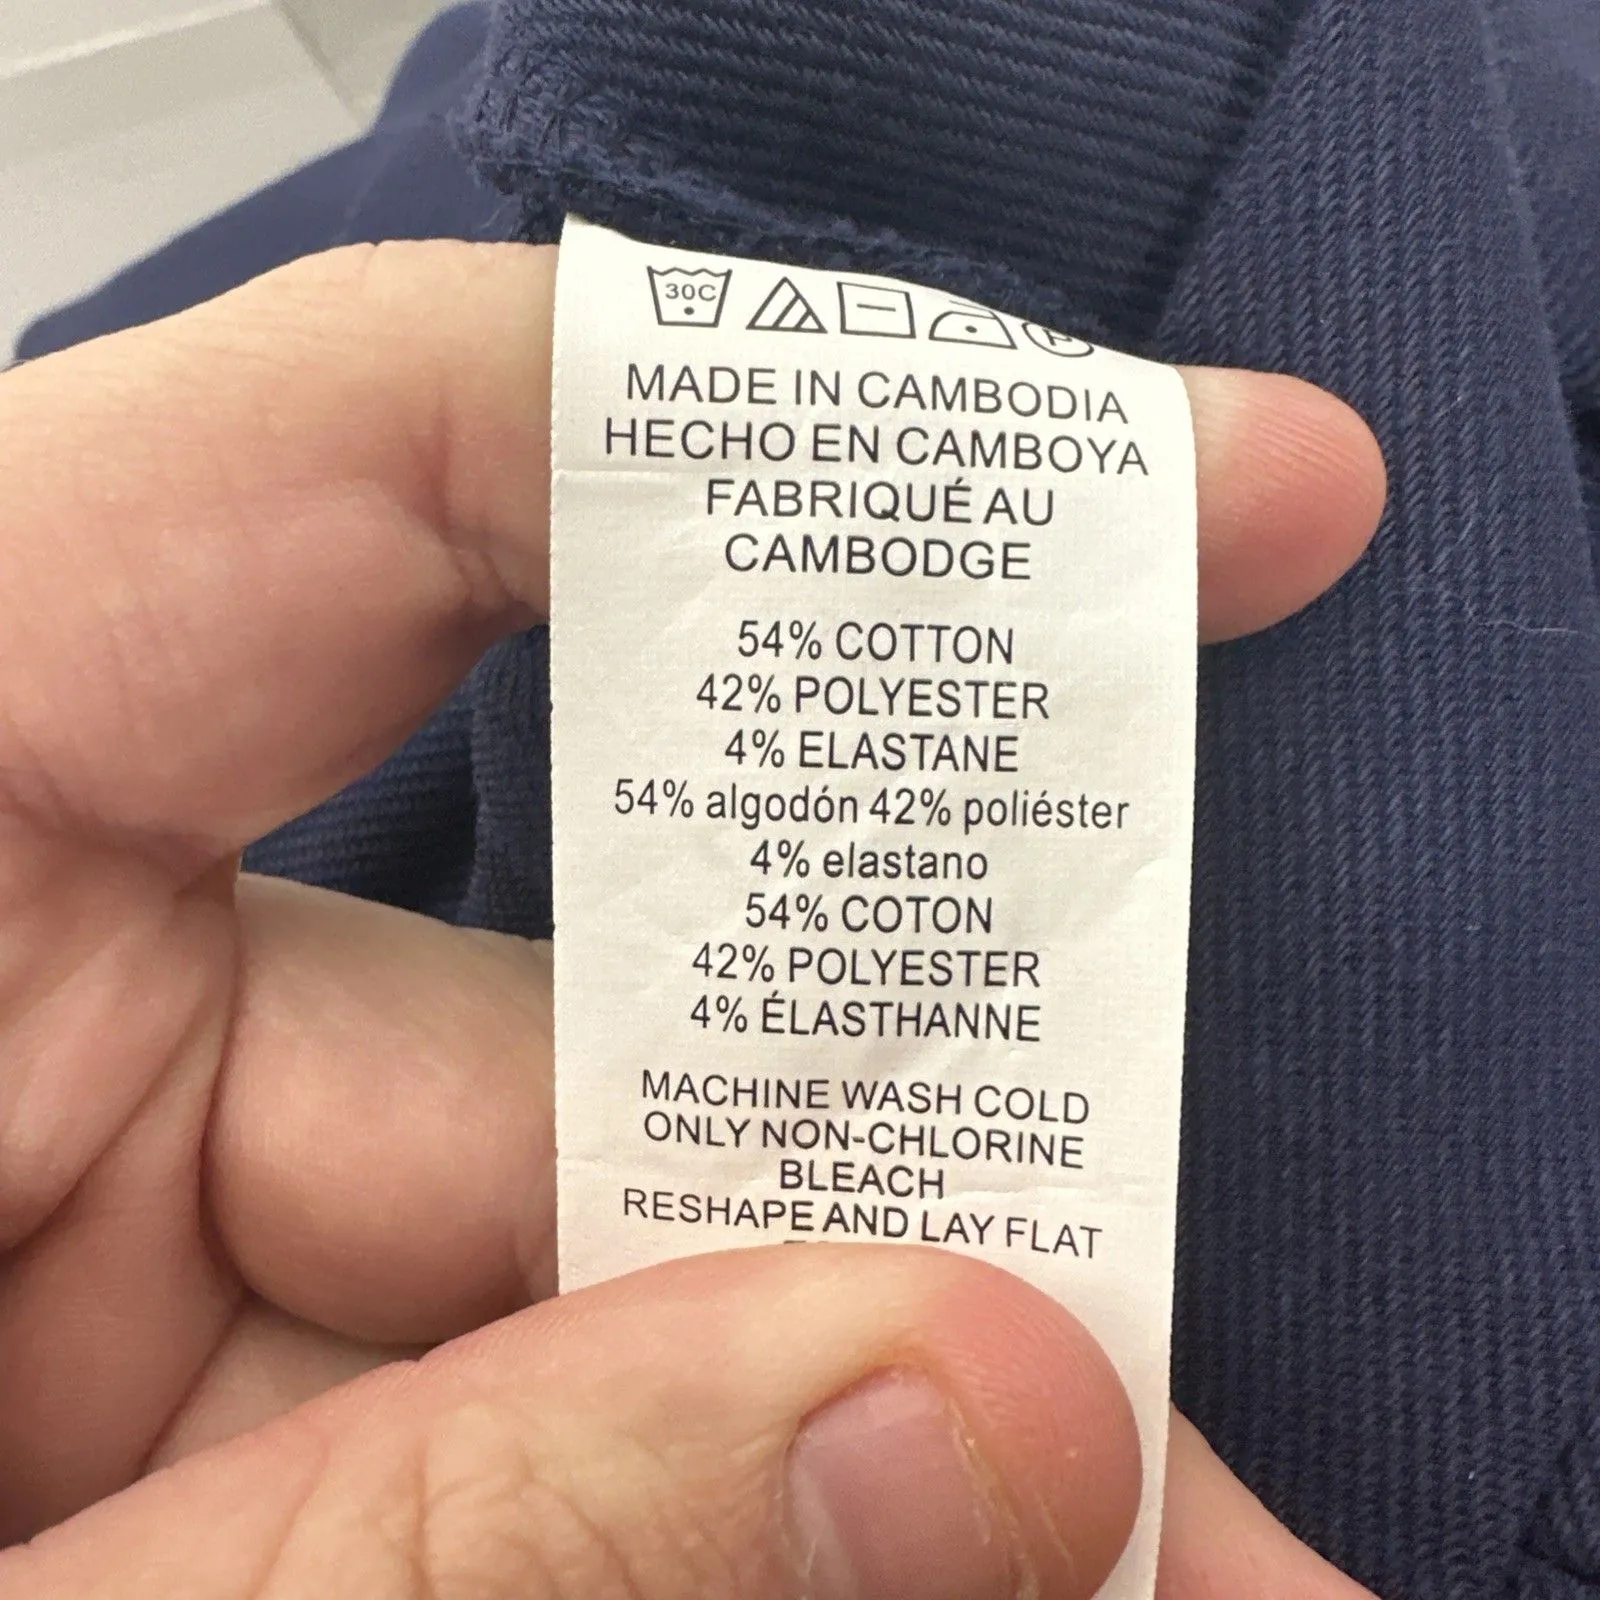 30C
MADE IN CAMBODIA
HECHO EN CAMBOYA
FABRIQUÉ AU
CAMBODGE
54% COTTON
42% POLYESTER
4% ELASTANE
54% algodón 42% poliéster
4% elastano
54% COTON
42% POLYESTER
4% ÉLASTHANNE
MACHINE WASH COLD
ONLY NON-CHLORINE
BLEACH
RESHAPE AND LAY FLAT